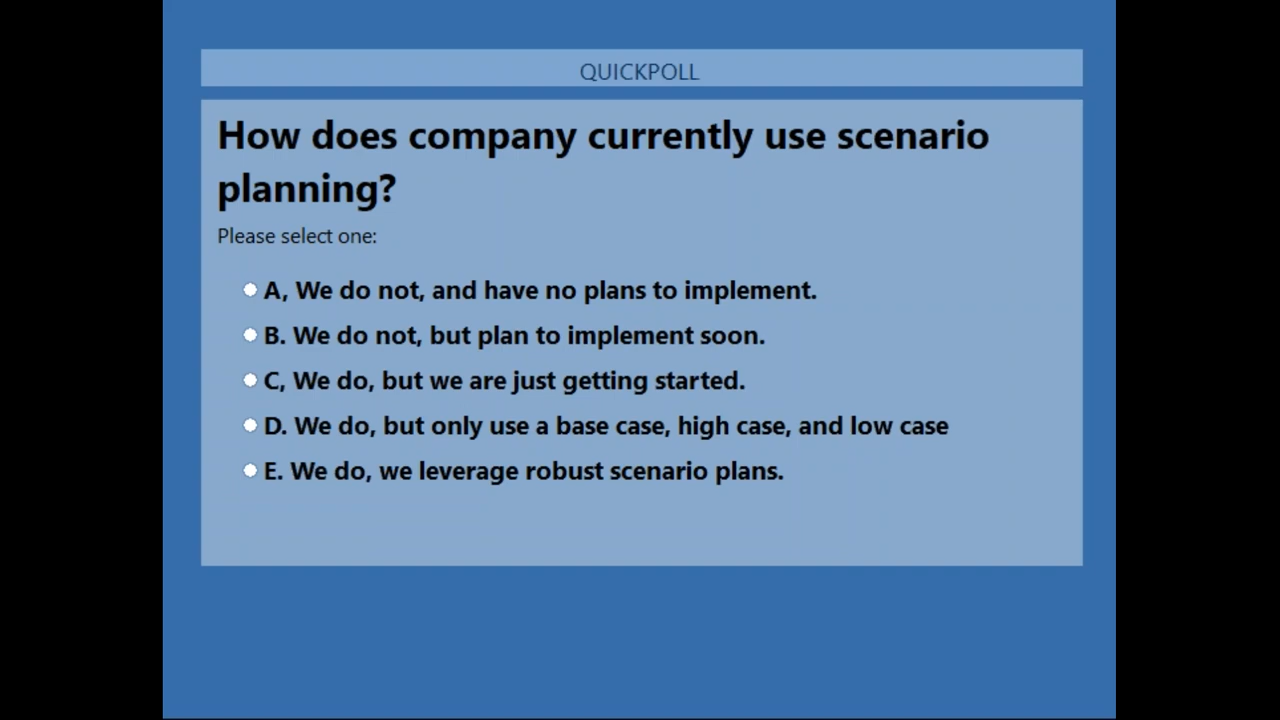 QUICKPOLL
How does company currently use scenario
planning?
Please select one:
A, We do not, and have no plans to implement.
B. We do not, but plan to implement soon.
C, We do, but we are just getting started.
D. We do, but only use a base case, high case, and low case
E. We do, we leverage robust scenario plans.